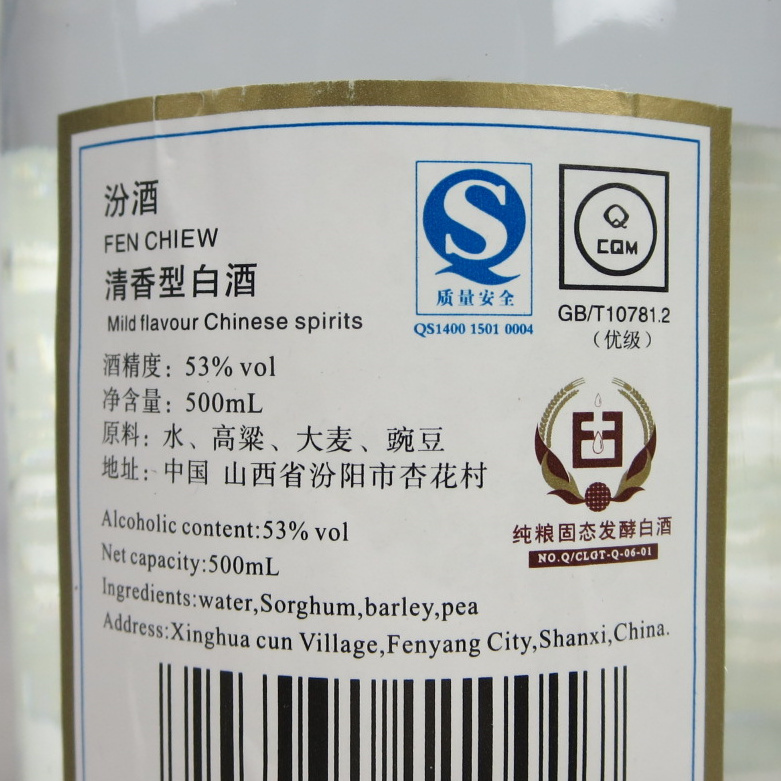 汾酒
FEN CHIEW
清香型白酒
Mild flavour Chinese spirits
质量安全
QS1400 1501 0004
Q
CQM
GB/T10781.2
（优级）
酒精度：53% vol
净含量：500mL
原料：水、高粱、大麦、豌豆
地址：中国 山西省汾阳市杏花村
纯粮固态发酵白酒
NO.Q/CLGT-Q-06-01
Alcoholic content:53% vol
Net capacity:500mL
Ingredients:water,Sorghum,barley,pea
Address:Xinghua cun Village,Fenyang City,Shanxi,China.